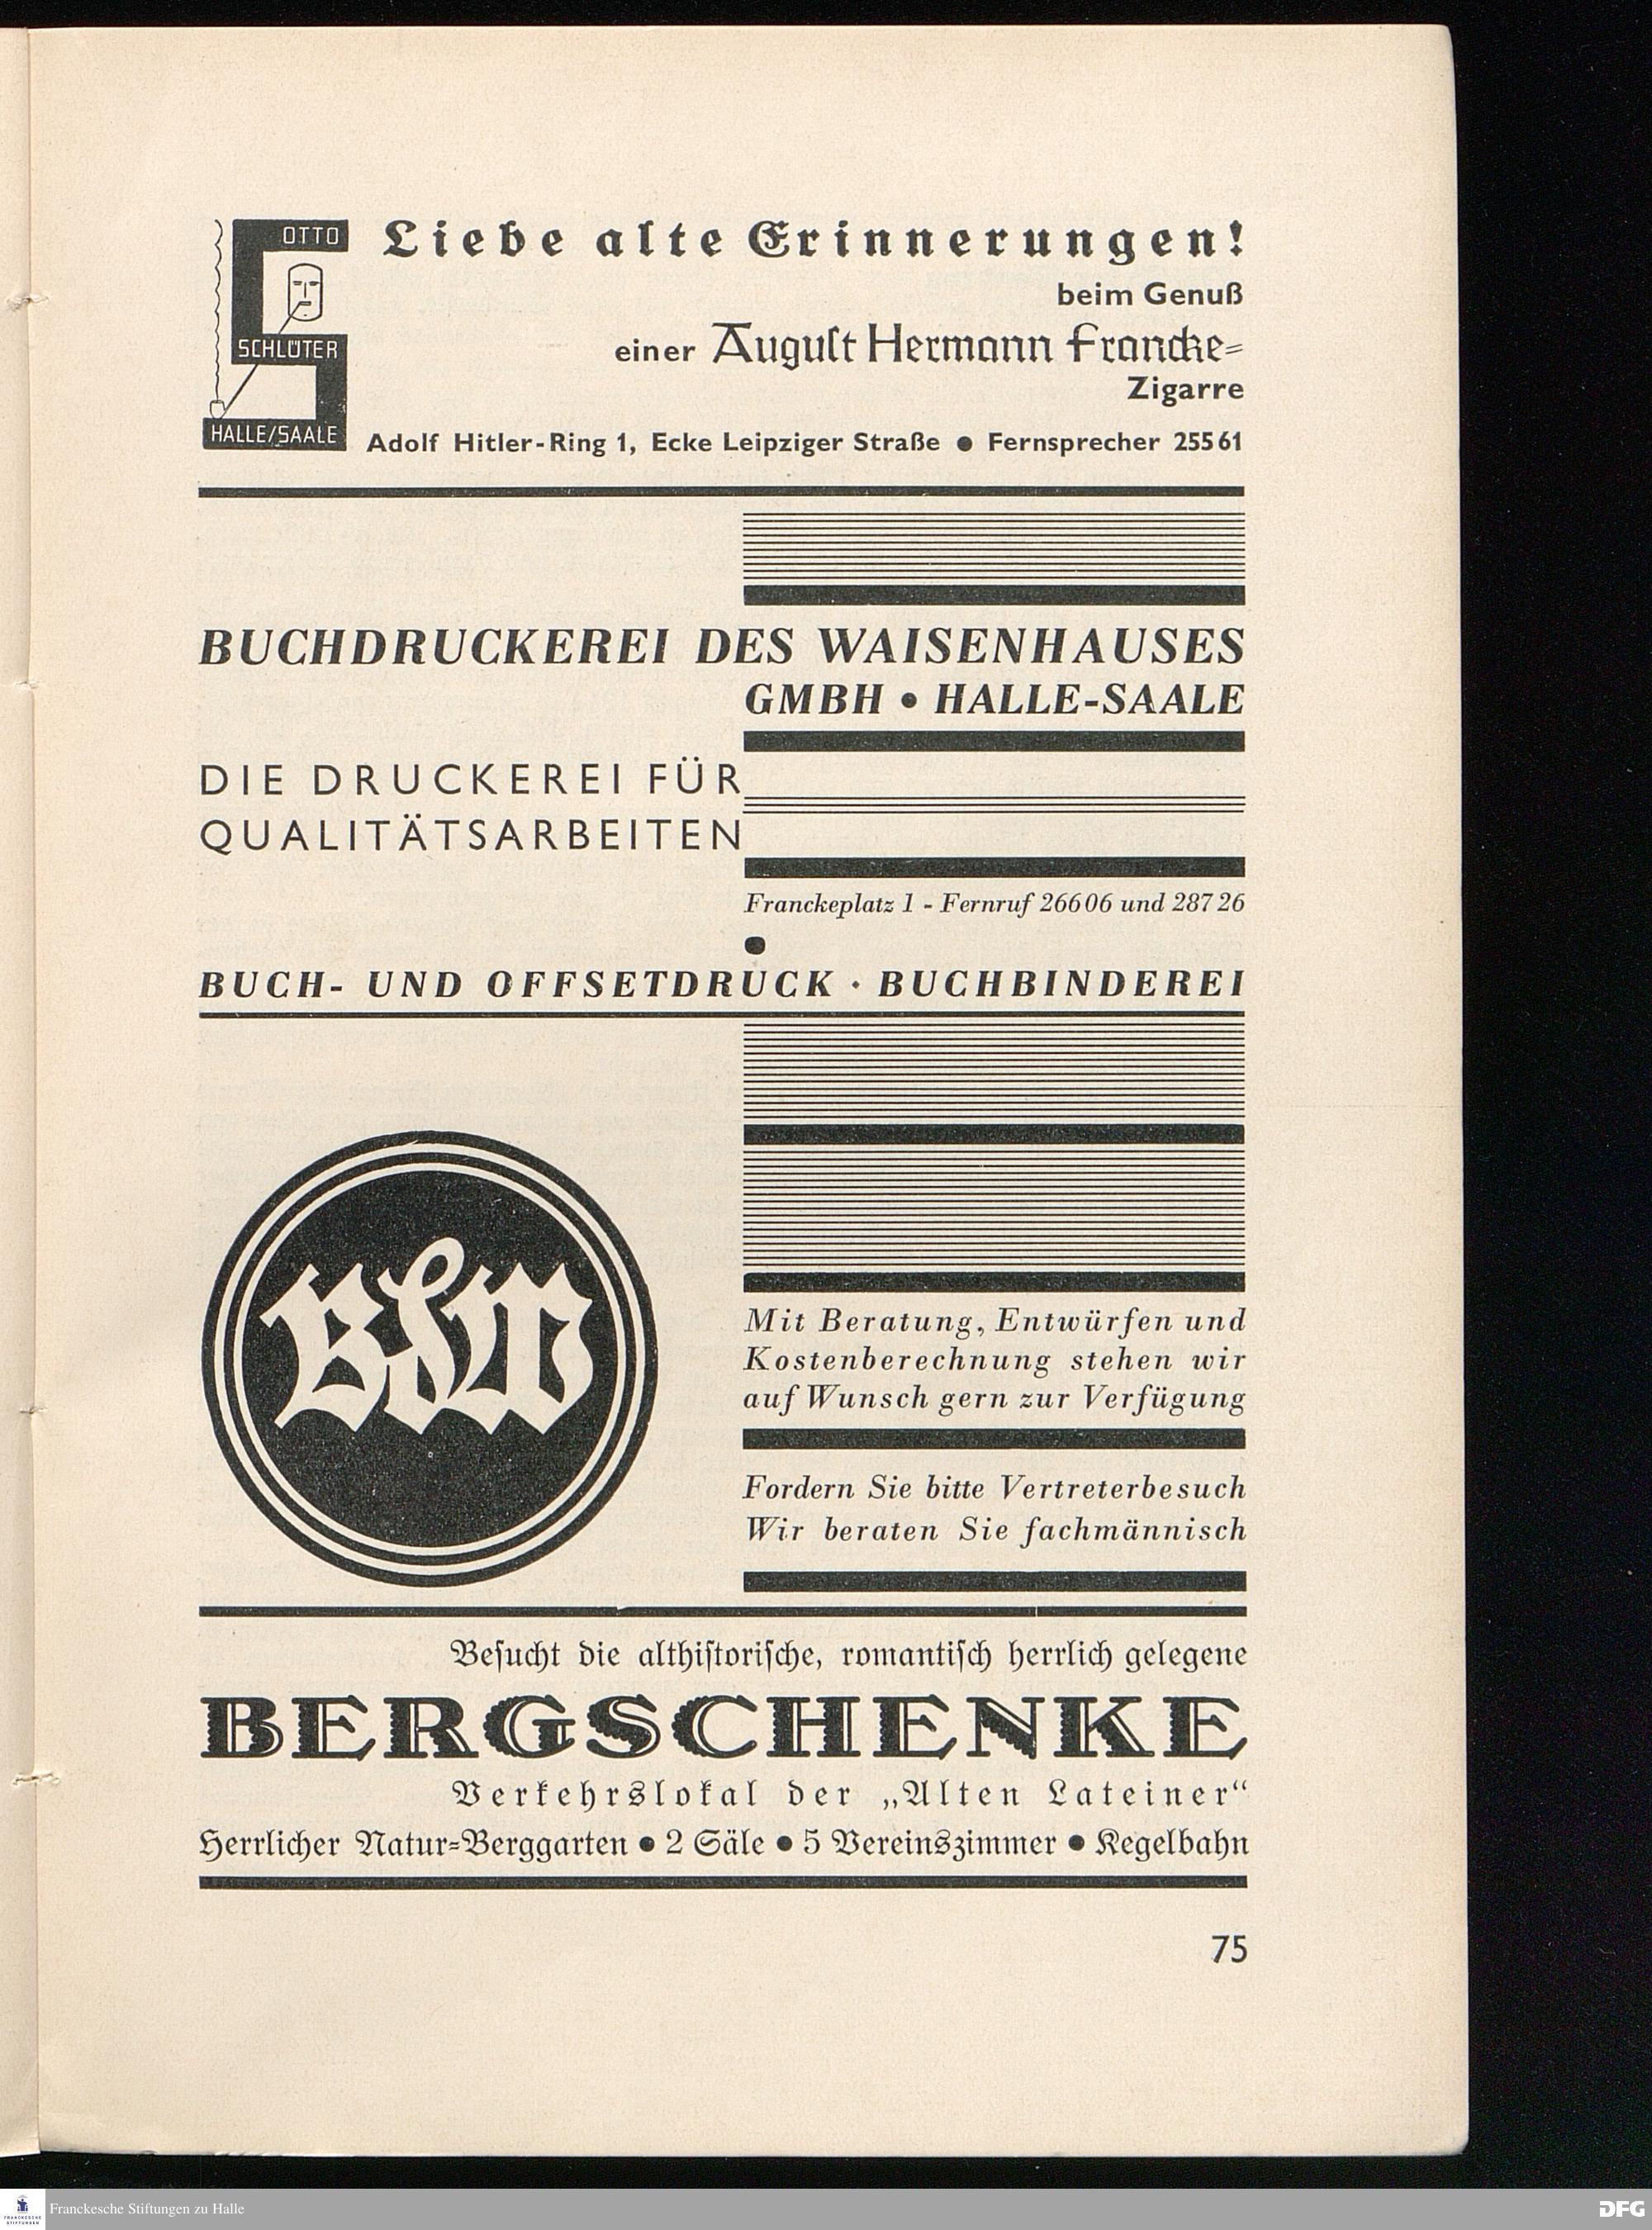 OTTO
SCHLÜTER
HALLE/SAALE
Liebe alte Erinnerungen!
beim Genuß
einer August Hermann Francke=
Zigarre
Adolf Hitler-Ring 1, Ecke Leipziger Straße ● Fernsprecher 25561
BUCHDRUCKEREI DES WAISENHAUSES
GMBH • HALLE-SAALE
DIE DRUCKEREI FÜR
QUALITÄTSARBEITEN
Franckeplatz 1 - Fernruf 26606 und 28726
●
BUCH- UND OFFSETDRUCK · BUCHBINDEREI
BdW
Mit Beratung, Entwürfen und
Kostenberechnung stehen wir
auf Wunsch gern zur Verfügung
Fordern Sie bitte Vertreterbesuch
Wir beraten Sie fachmännisch
Besucht die althistorische, romantisch herrlich gelegene
BERGSCHENKE
Verkehrslokal der „Alten Lateiner“
Herrlicher Natur=Berggarten ● 2 Säle ● 5 Vereinszimmer ● Kegelbahn
75
FRANCKESCHE
STIFTUNGEN
Franckesche Stiftungen zu Halle
DFG